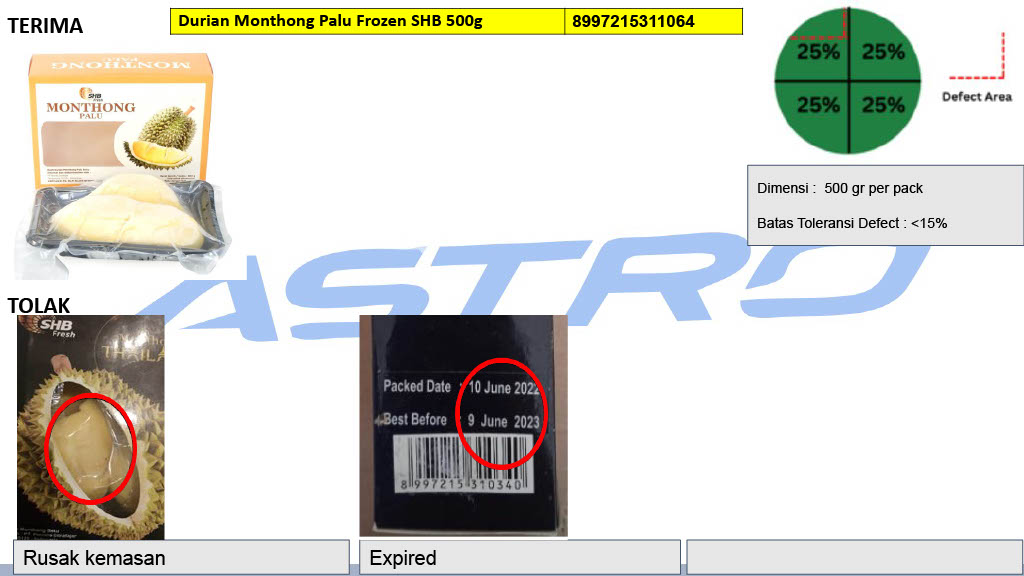 TERIMA
Durian Monthong Palu Frozen SHB 500g
8997215311064
MONTHONG
PALU
SHB
MONTHONG
PALU
25%
25%
25%
25%
Defect Area
Dimensi : 500 gr per pack
Batas Toleransi Defect : <15%
ASTRO
TOLAK
SHB
Fresh
Packed Date : 10 June 2022
Best Before : 9 June 2023
8 997215 310340
Rusak kemasan
Expired